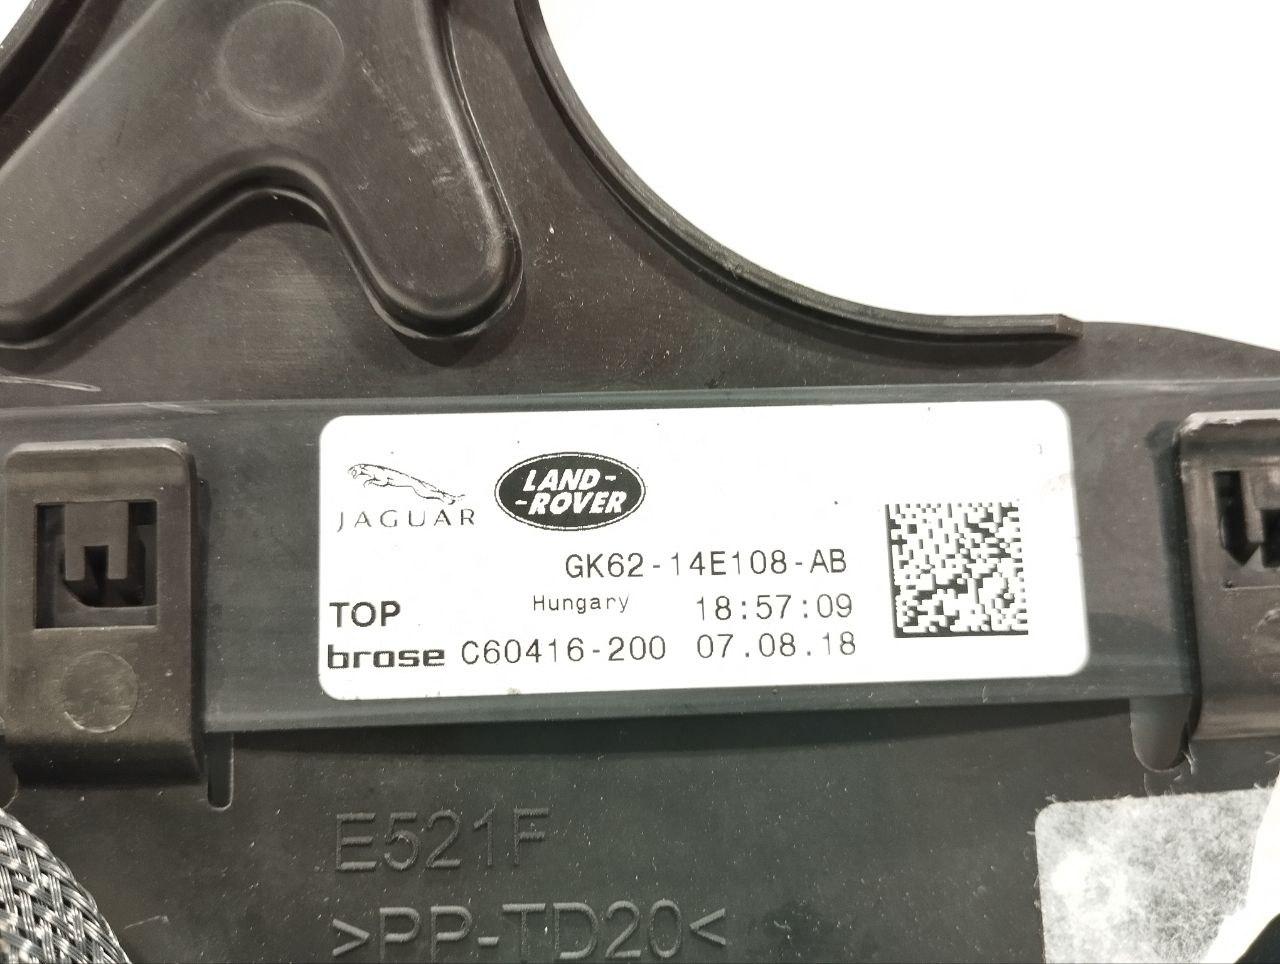 JAGUAR
LAND-
-ROVER
GK62-14E108-AB
TOP
Hungary 18:57:09
brose C60416-200 07.08.18
E521F
>PP-TD20<